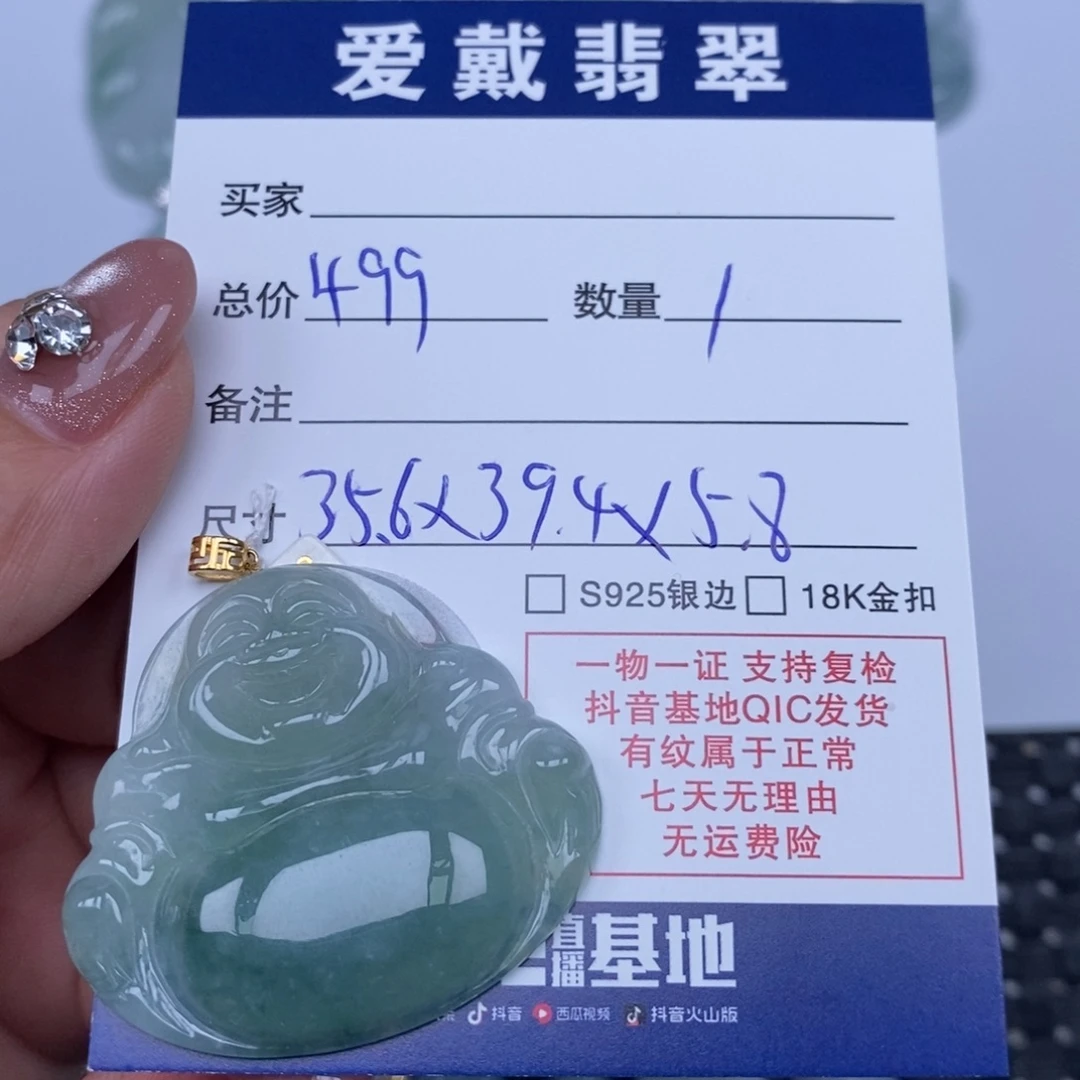 爱戴翡翠
买家
总价 499 数量 1
备注
尺寸 35.6x39.4x5.8
S925银边 18K金扣
一物一证 支持复检
抖音基地QIC发货
有纹属于正常
七天无理由
无运费险
直播基地
抖音 西瓜视频 抖音火山版